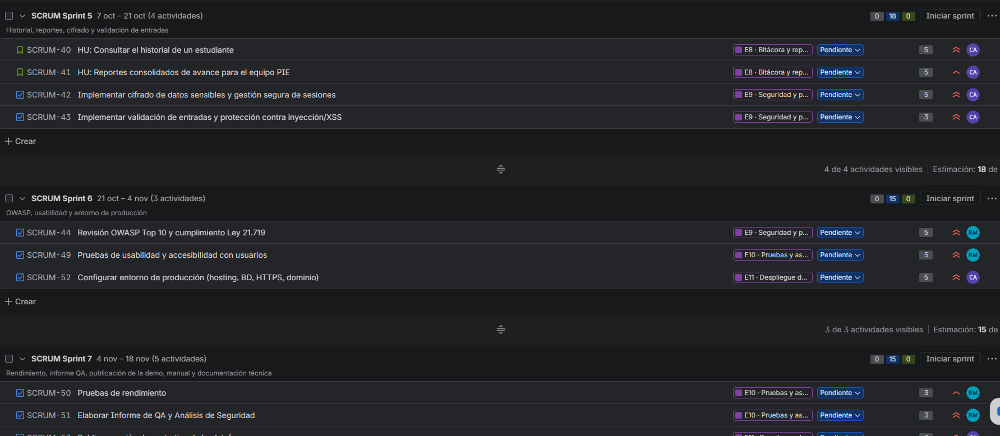 SCRUM Sprint 5 7 oct – 21 oct (4 actividades) 0 18 0 Iniciar sprint
Historial, reportes, cifrado y validación de entradas
SCRUM-40 HU: Consultar el historial de un estudiante E8 · Bitácora y rep... Pendiente 5 CA
SCRUM-41 HU: Reportes consolidados de avance para el equipo PIE E8 · Bitácora y rep... Pendiente 5 CA
SCRUM-42 Implementar cifrado de datos sensibles y gestión segura de sesiones E9 · Seguridad y p... Pendiente 5 CA
SCRUM-43 Implementar validación de entradas y protección contra inyección/XSS E9 · Seguridad y p... Pendiente 3 CA
Crear
4 de 4 actividades visibles Estimación: 18 de
SCRUM Sprint 6 21 oct – 4 nov (3 actividades) 0 15 0 Iniciar sprint
OWASP, usabilidad y entorno de producción
SCRUM-44 Revisión OWASP Top 10 y cumplimiento Ley 21.719 E9 · Seguridad y p... Pendiente 5 RM
SCRUM-49 Pruebas de usabilidad y accesibilidad con usuarios E10 · Pruebas y as... Pendiente 5 RM
SCRUM-52 Configurar entorno de producción (hosting, BD, HTTPS, dominio) E11 · Despliegue d... Pendiente 5 CA
Crear
3 de 3 actividades visibles Estimación: 15 de
SCRUM Sprint 7 4 nov – 18 nov (5 actividades) 0 15 0 Iniciar sprint
Rendimiento, informe QA, publicación de la demo, manual y documentación técnica
SCRUM-50 Pruebas de rendimiento E10 · Pruebas y as... Pendiente 3 RM
SCRUM-51 Elaborar Informe de QA y Análisis de Seguridad E10 · Pruebas y as... Pendiente 3 RM